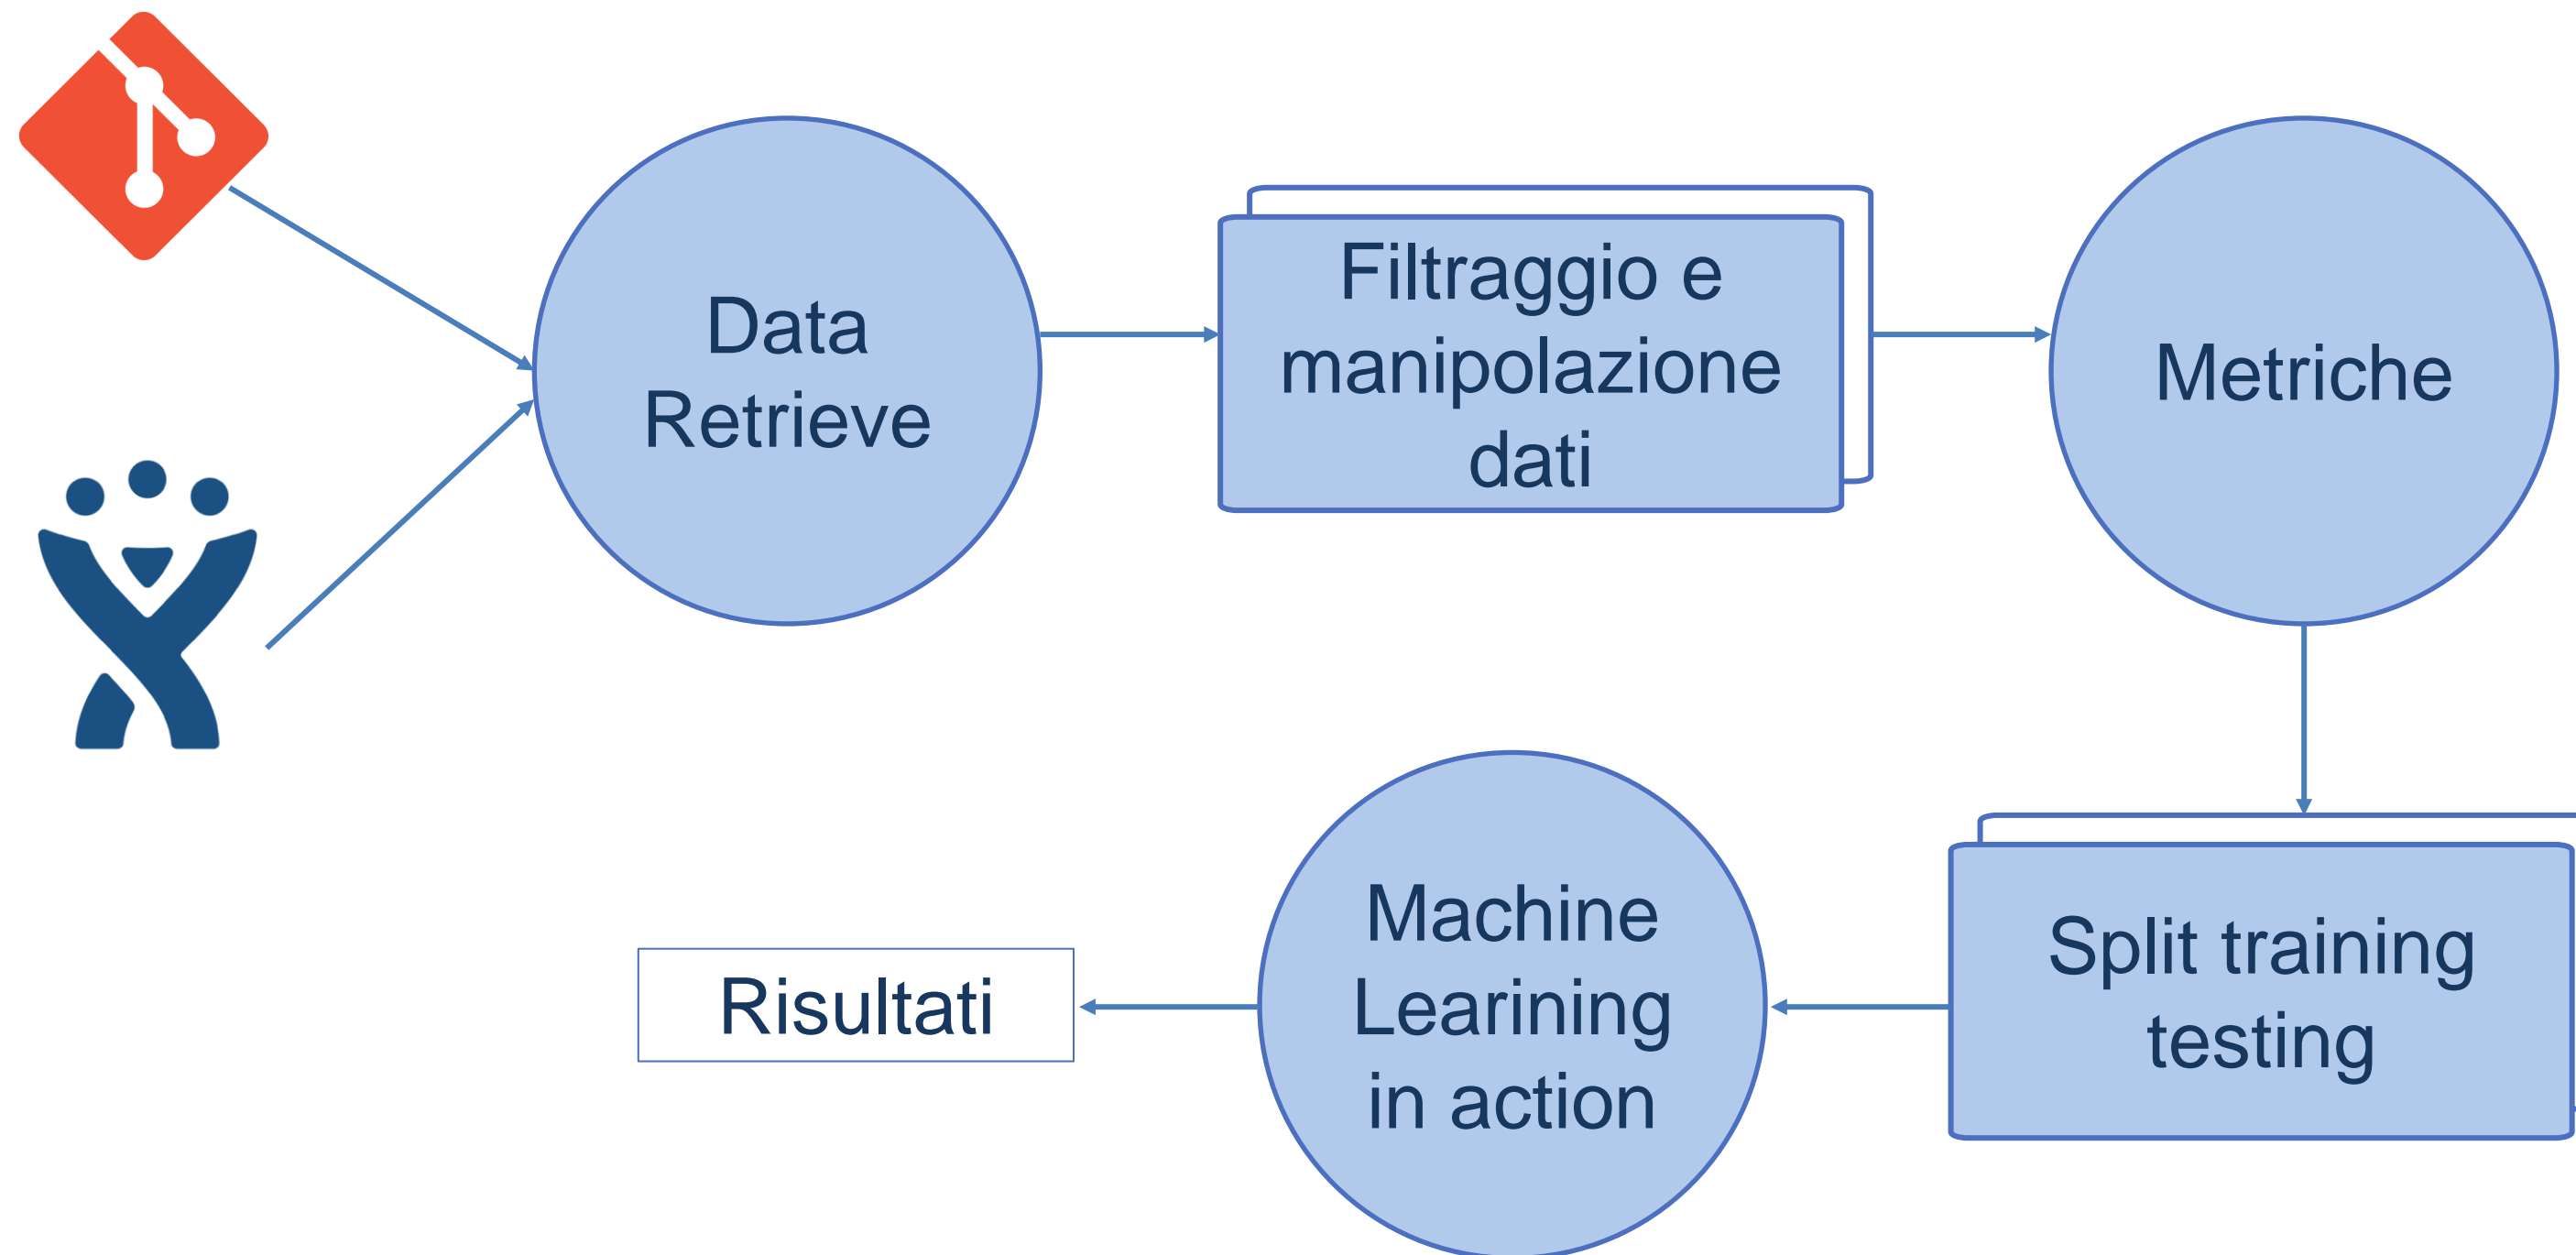 Data
Retrieve
Filtraggio e
manipolazione
dati
Metriche
Split training
testing
Machine
Learining
in action
Risultati